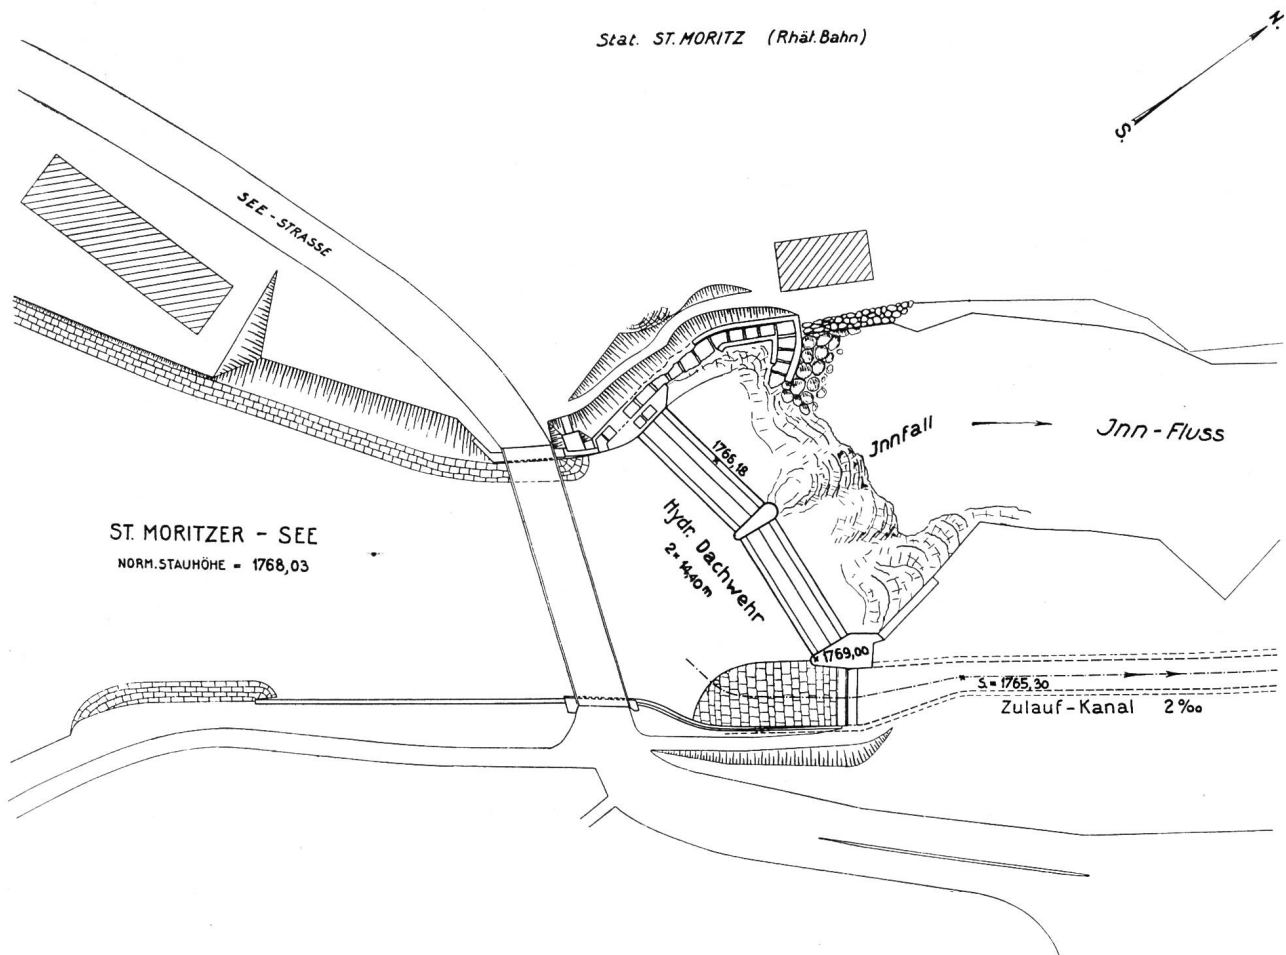 Stat. ST. MORITZ (Rhät. Bahn)
N.
S.
SEE-STRASSE
Jnnfall
Jnn-Fluss
1766,18
Hydr. Dachwehr
2 × 14,40 m
ST. MORITZER - SEE
NORM. STAUHÖHE = 1768,03
1769,00
S = 1765,30
Zulauf-Kanal 2‰